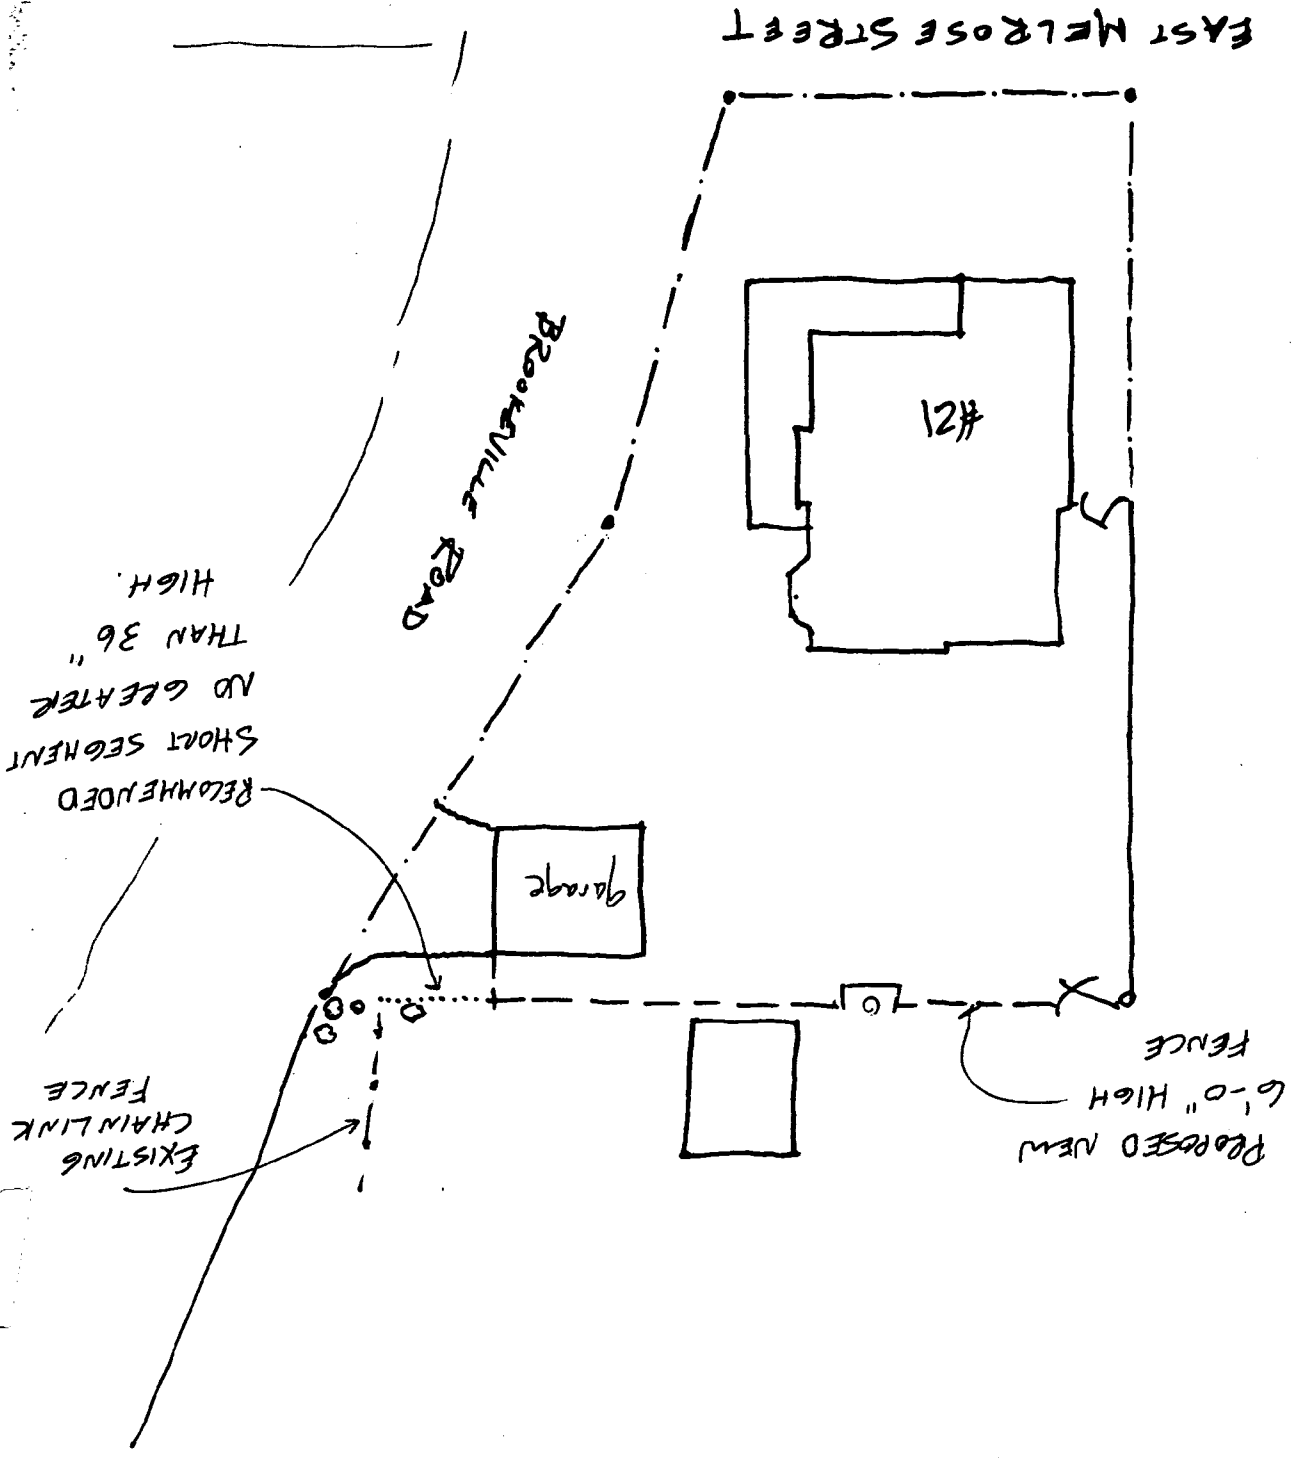 PROPOSED NEW
6'-0" HIGH
FENCE
EXISTING
CHAIN LINK
FENCE
garage
RECOMMENDED
SHORT SEGMENT
NO GREATER
THAN 36"
HIGH.
#21
BROOKEVILLE ROAD
EAST MELROSE STREET